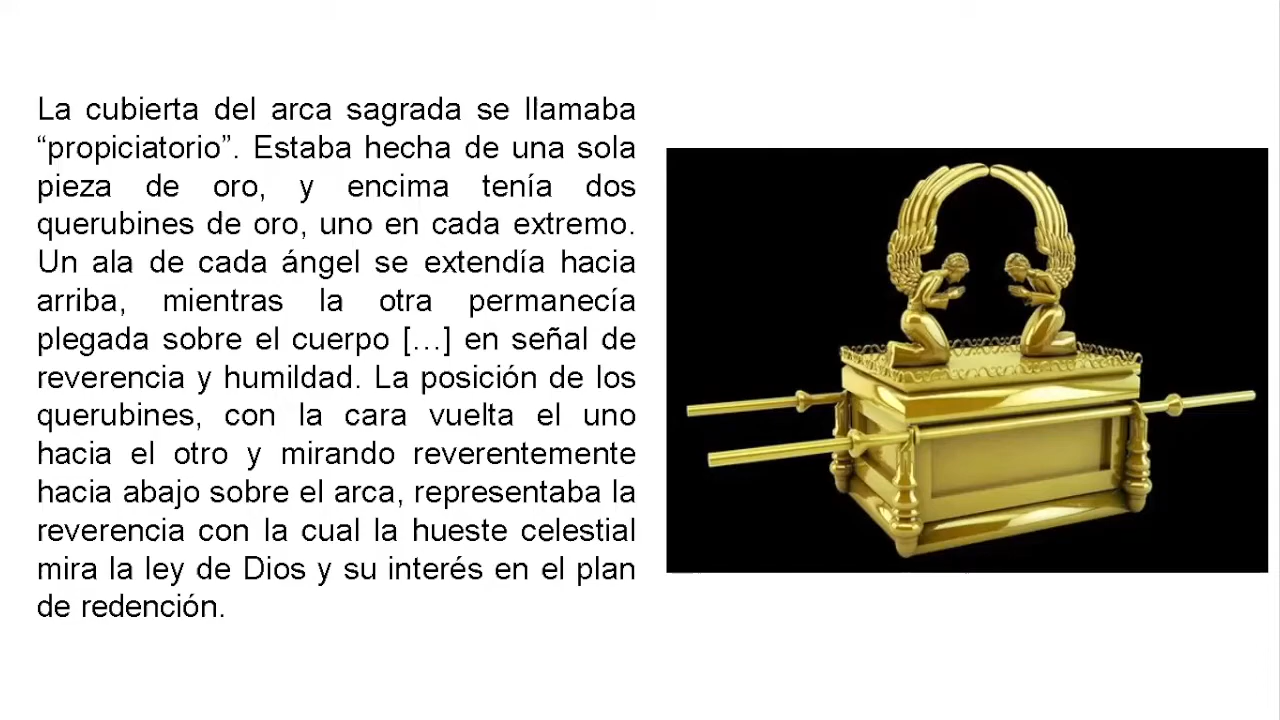 La cubierta del arca sagrada se llamaba
“propiciatorio”. Estaba hecha de una sola
pieza de oro, y encima tenía dos
querubines de oro, uno en cada extremo.
Un ala de cada ángel se extendía hacia
arriba, mientras la otra permanecía
plegada sobre el cuerpo […] en señal de
reverencia y humildad. La posición de los
querubines, con la cara vuelta el uno
hacia el otro y mirando reverentemente
hacia abajo sobre el arca, representaba la
reverencia con la cual la hueste celestial
mira la ley de Dios y su interés en el plan
de redención.